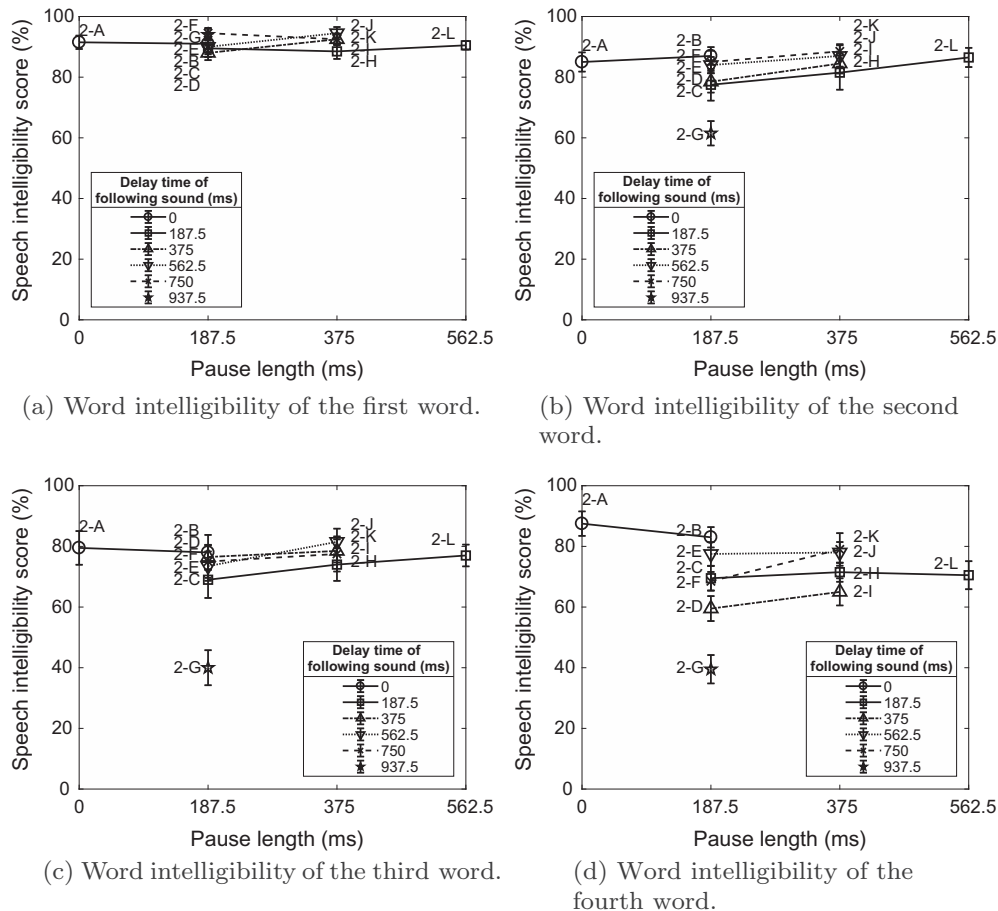 Speech intelligibility score (%)
100
80
60
40
20
0
2-A
2-F
2-G
2-E
2-B
2-C
2-D
2-J
2-K
2-I
2-H
2-L
Delay time of
following sound (ms)
0
187.5
375
562.5
750
937.5
0 187.5 375 562.5
Pause length (ms)
(a) Word intelligibility of the first word.
Speech intelligibility score (%)
100
80
60
40
20
0
2-A
2-B
2-F
2-E
2-D
2-C
2-G
2-K
2-J
2-I
2-H
2-L
Delay time of
following sound (ms)
0
187.5
375
562.5
750
937.5
0 187.5 375 562.5
Pause length (ms)
(b) Word intelligibility of the second
word.
Speech intelligibility score (%)
100
80
60
40
20
0
2-A
2-B
2-D
2-F
2-E
2-C
2-G
2-J
2-K
2-I
2-H
2-L
Delay time of
following sound (ms)
0
187.5
375
562.5
750
937.5
0 187.5 375 562.5
Pause length (ms)
(c) Word intelligibility of the third word.
Speech intelligibility score (%)
100
80
60
40
20
0
2-A
2-B
2-E
2-C
2-F
2-D
2-G
2-K
2-J
2-H
2-I
2-L
Delay time of
following sound (ms)
0
187.5
375
562.5
750
937.5
0 187.5 375 562.5
Pause length (ms)
(d) Word intelligibility of the
fourth word.